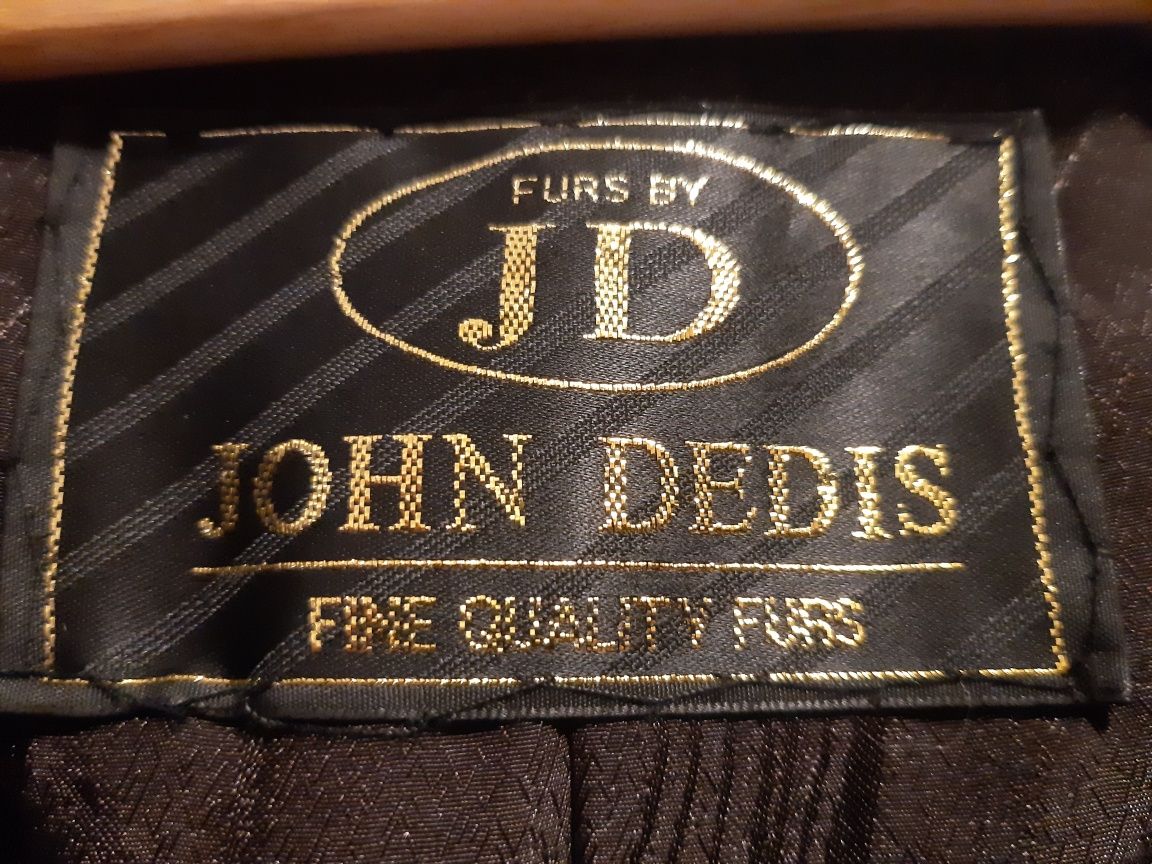 FURS BY
JD
JOHN DEDIS
FINE QUALITY FURS